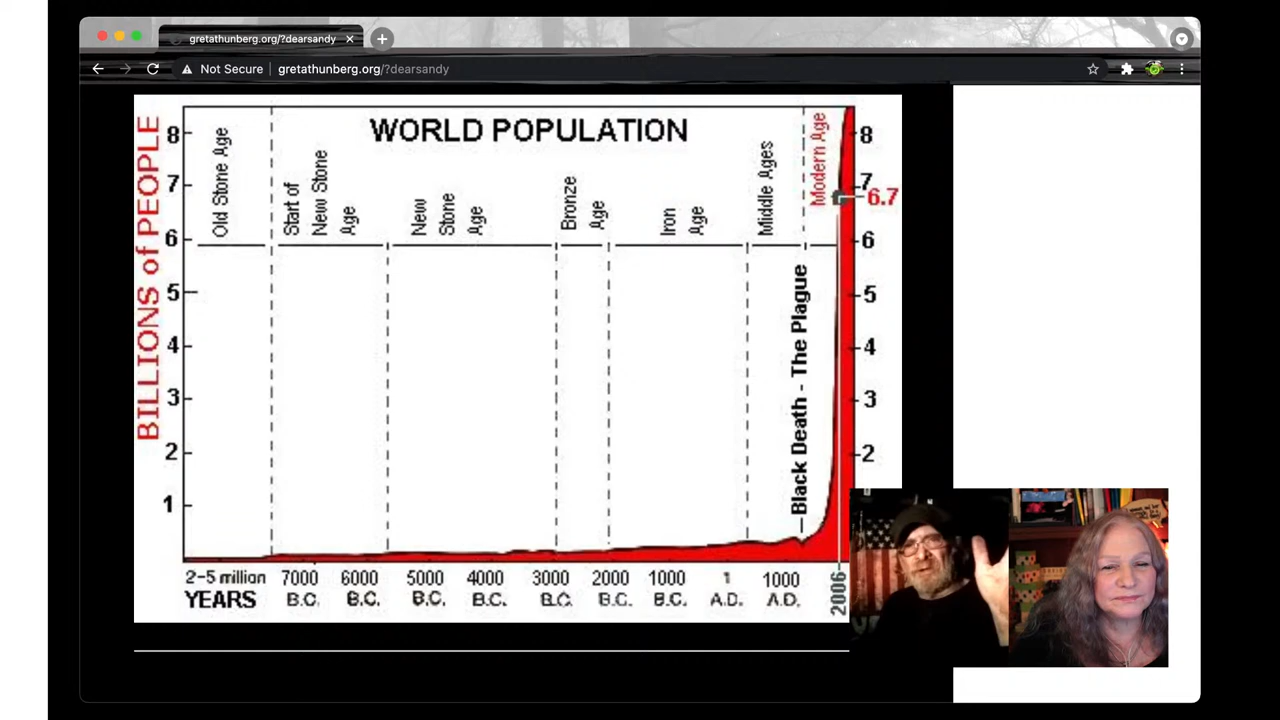 gretathunberg.org/?dearsandy
Not Secure
gretathunberg.org/?dearsandy
WORLD POPULATION
BILLIONS of PEOPLE
8
7
6
5
4
3
2
1
Old Stone Age
Start of
New Stone
Age
New
Stone
Age
Bronze
Age
Iron
Age
Middle Ages
Modern Age
Black Death - The Plague
8
7
6.7
6
5
4
3
2
2-5 million 7000 6000 5000 4000 3000 2000 1000 1 1000
YEARS B.C. B.C. B.C. B.C. B.C. B.C. B.C. A.D. A.D.
2006